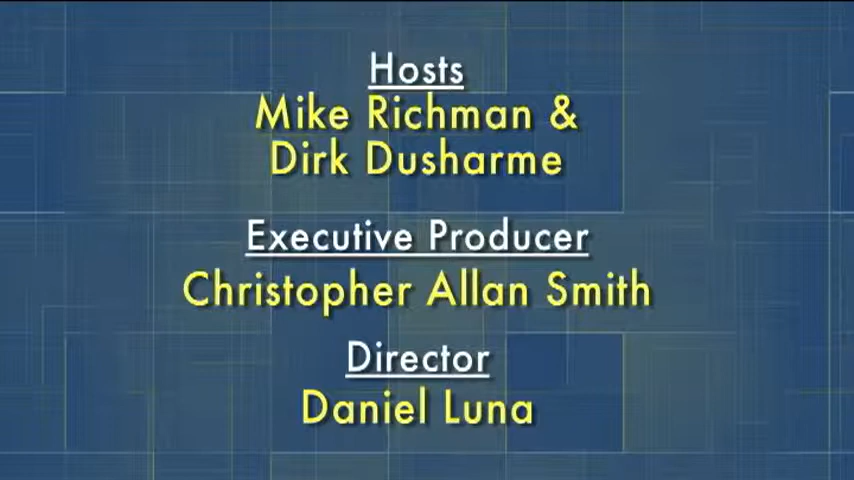 Hosts
Mike Richman &
Dirk Dusharme
Executive Producer
Christopher Allan Smith
Director
Daniel Luna